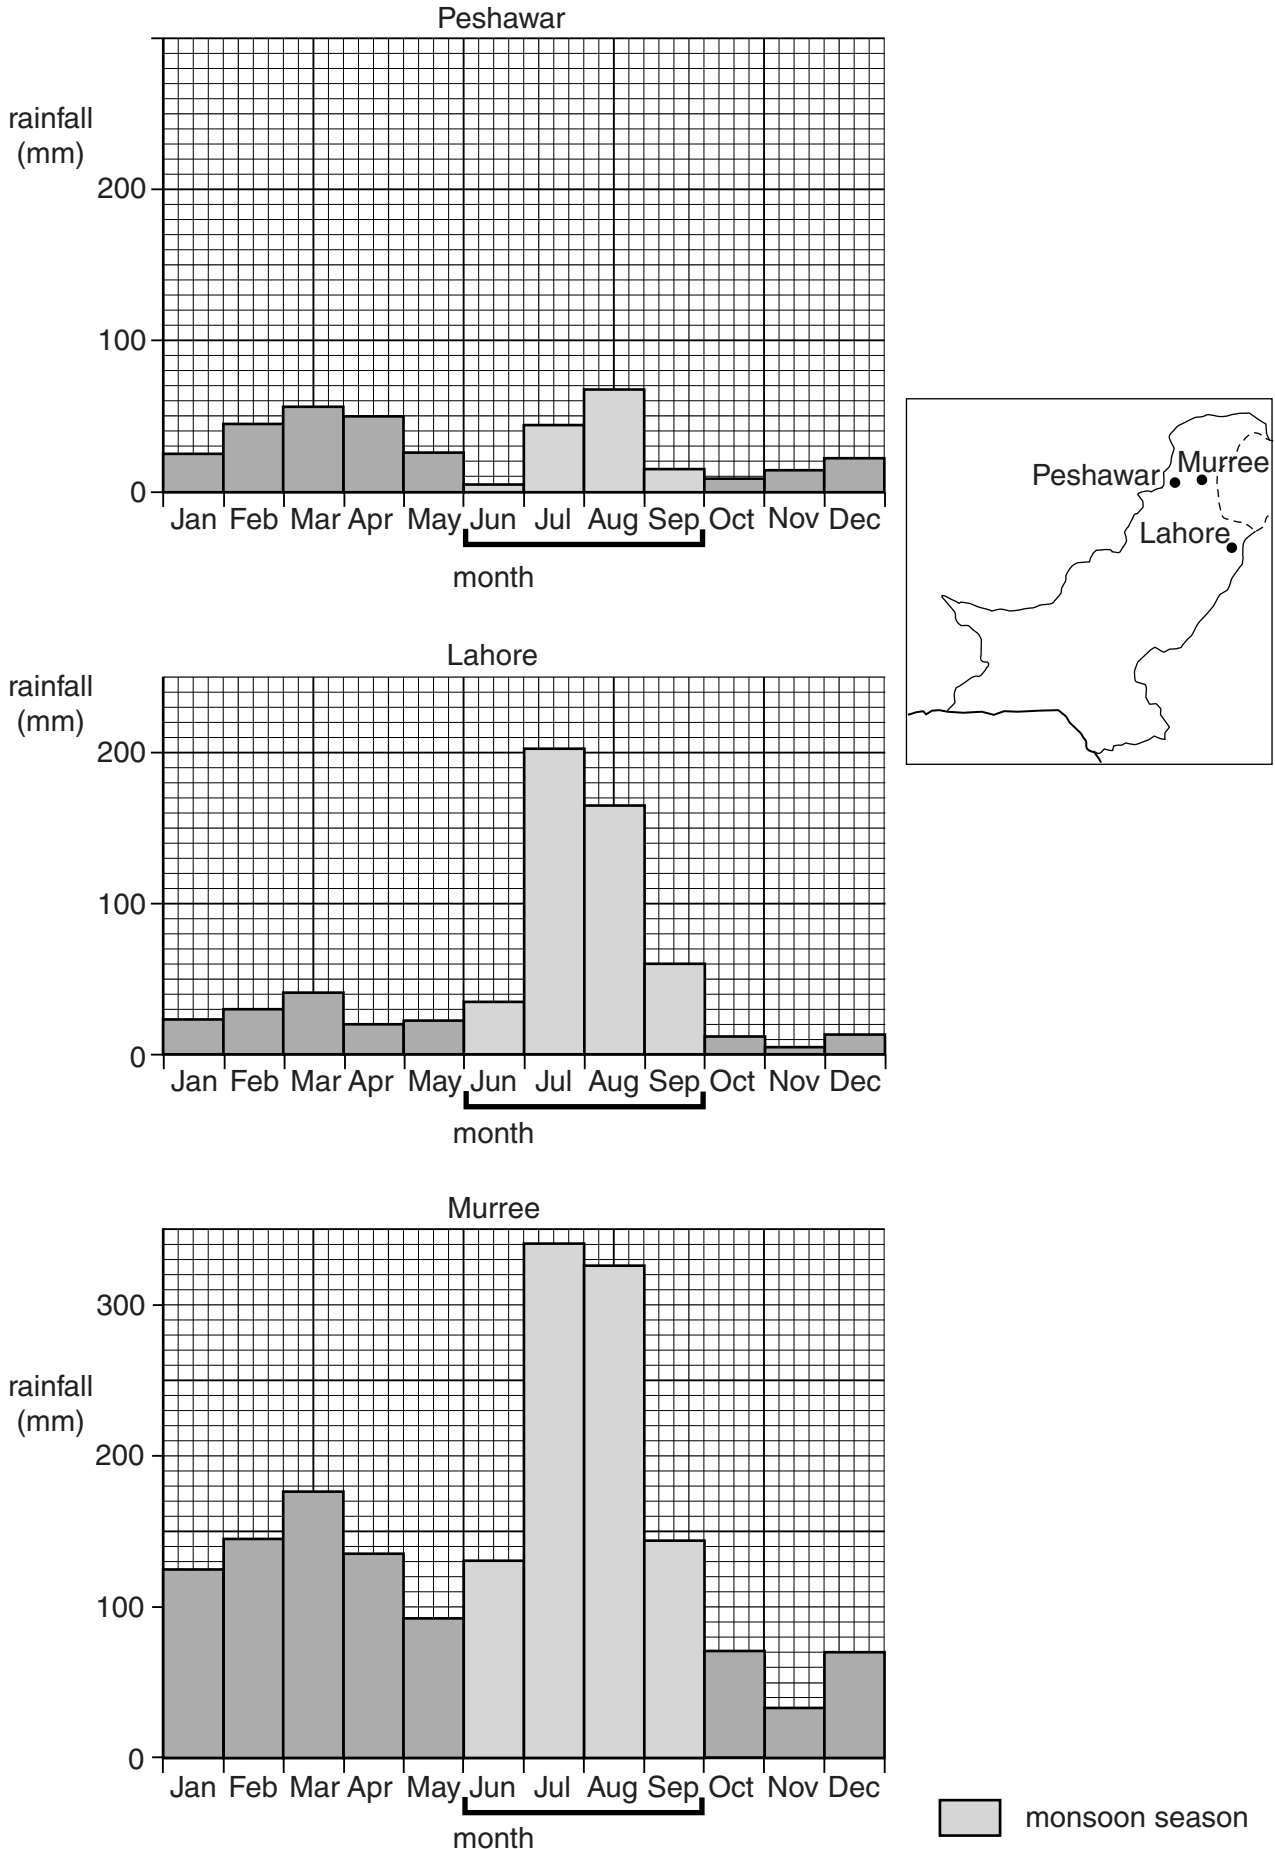 Peshawar
rainfall
(mm)
200
100
0
Jan Feb Mar Apr May Jun Jul Aug Sep Oct Nov Dec
month
Peshawar Murree
Lahore
Lahore
rainfall
(mm)
200
100
0
Jan Feb Mar Apr May Jun Jul Aug Sep Oct Nov Dec
month
Murree
300
rainfall
(mm)
200
100
0
Jan Feb Mar Apr May Jun Jul Aug Sep Oct Nov Dec
month
monsoon season